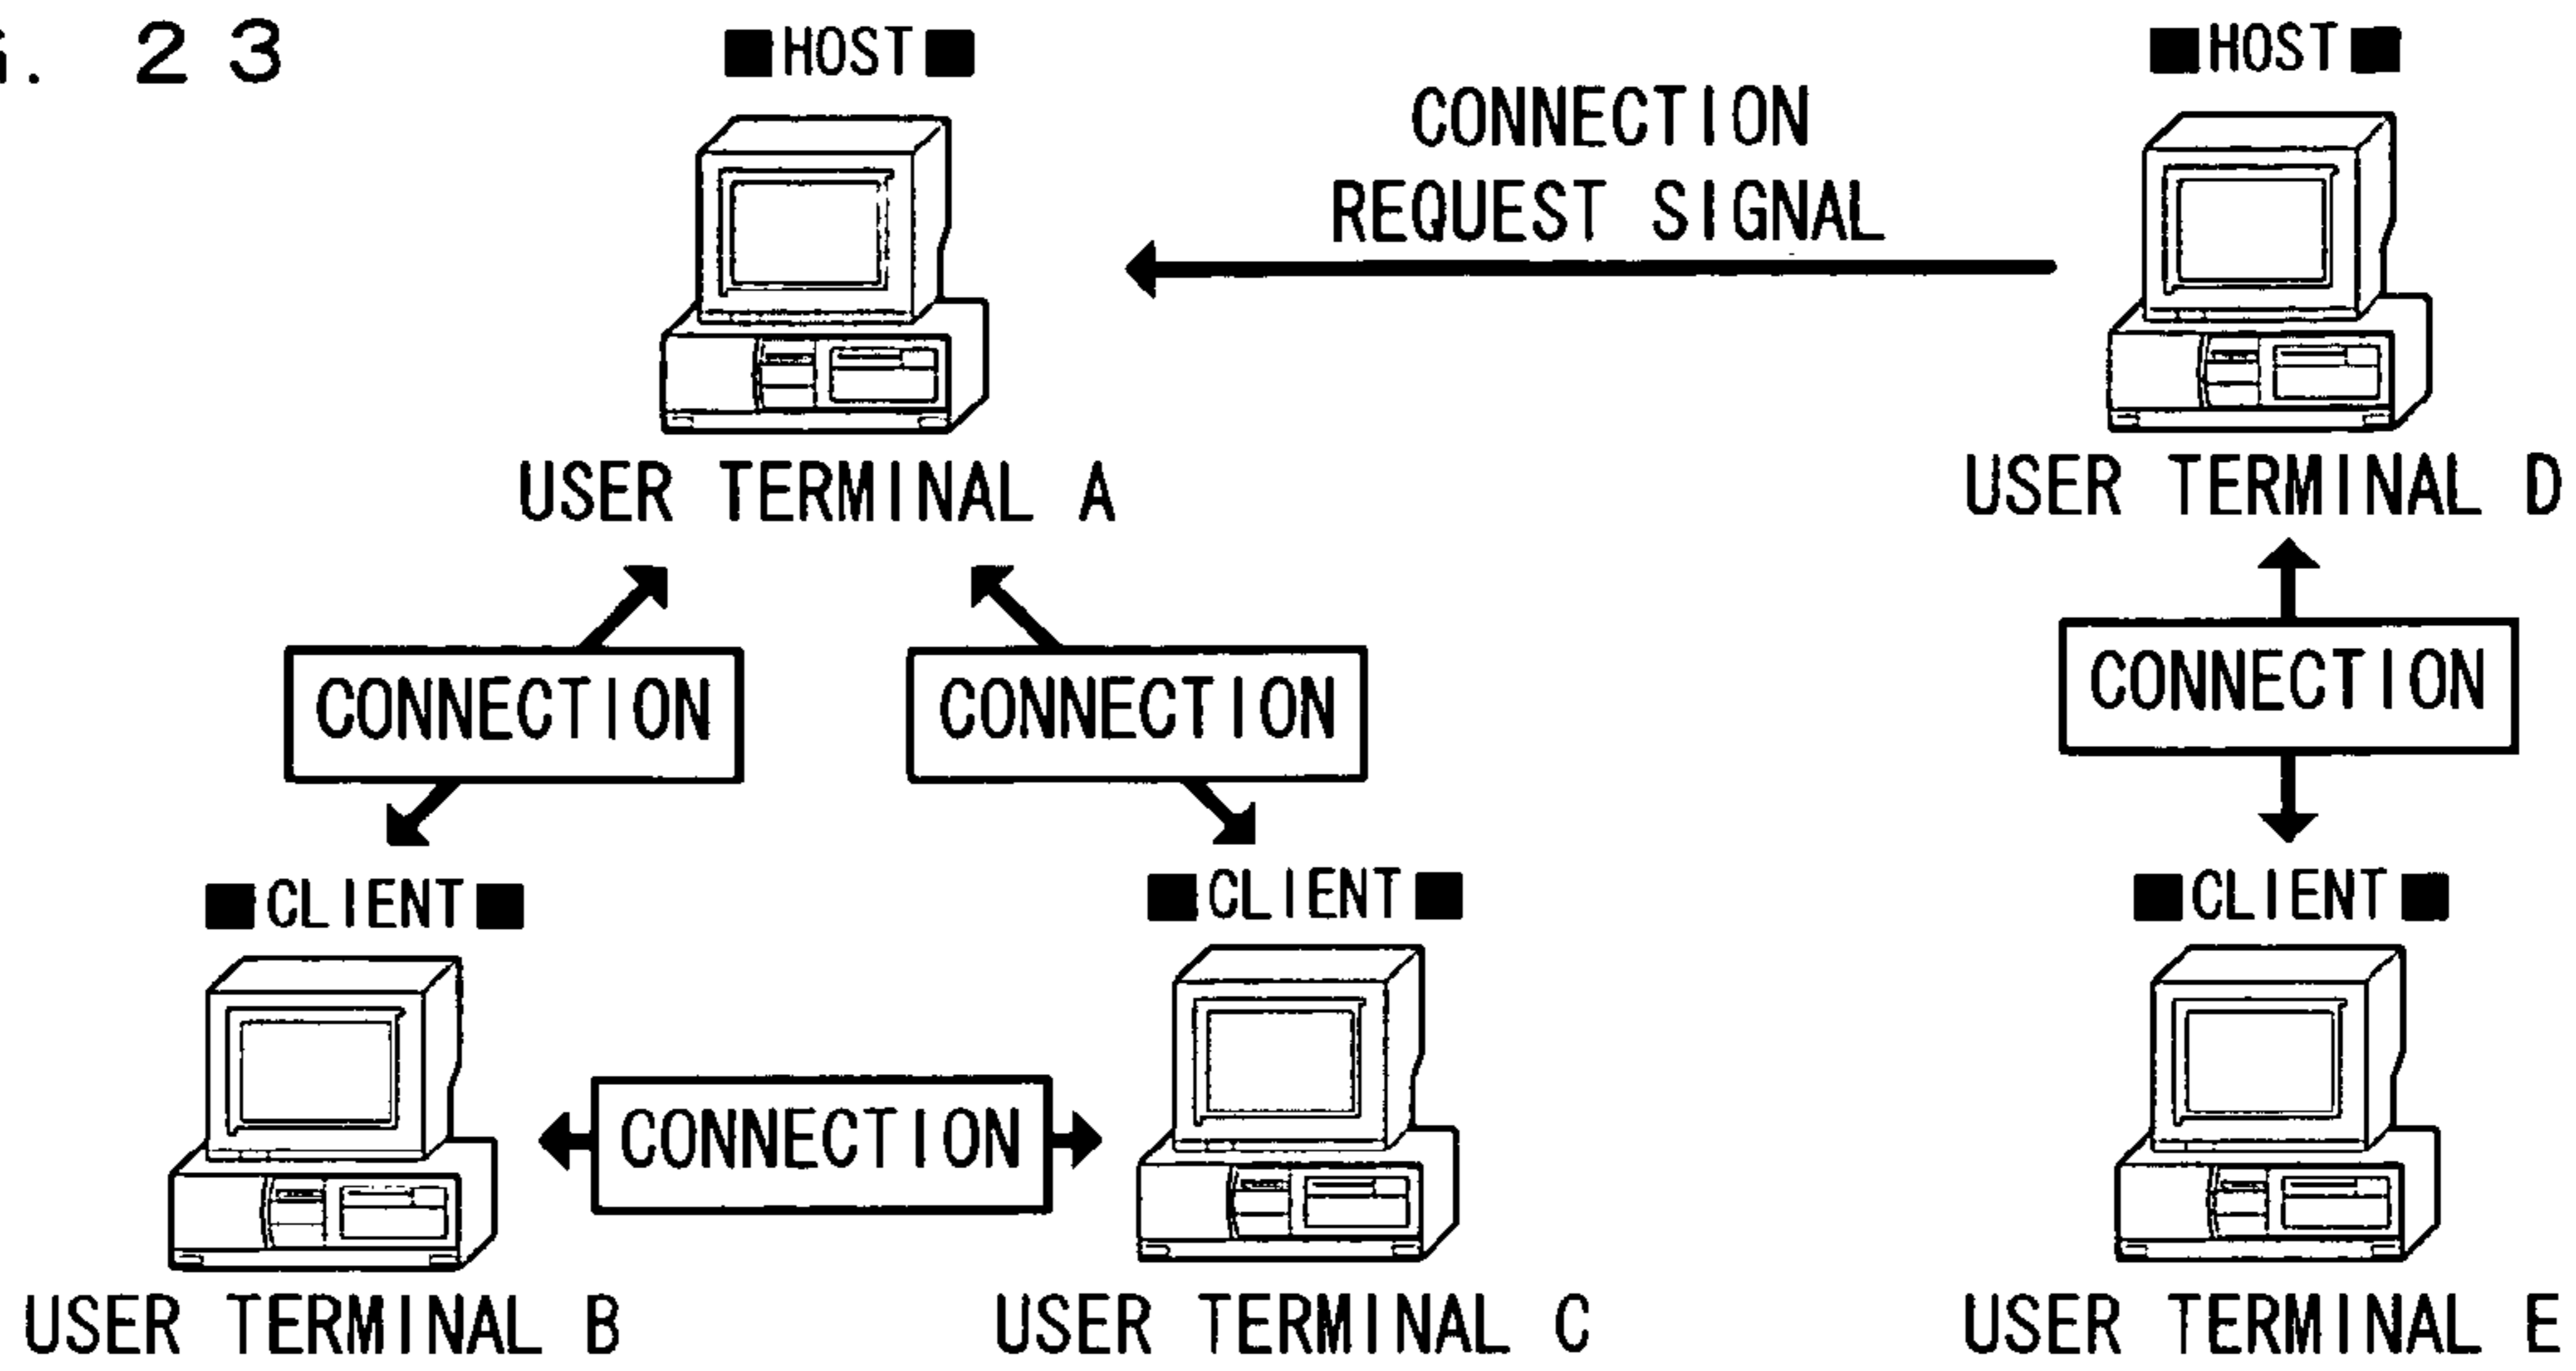 G. 23
■HOST■
■HOST■
CONNECTION
REQUEST SIGNAL
USER TERMINAL A
USER TERMINAL D
CONNECTION
CONNECTION
CONNECTION
■CLIENT■
■CLIENT■
■CLIENT■
CONNECTION
USER TERMINAL B
USER TERMINAL C
USER TERMINAL E